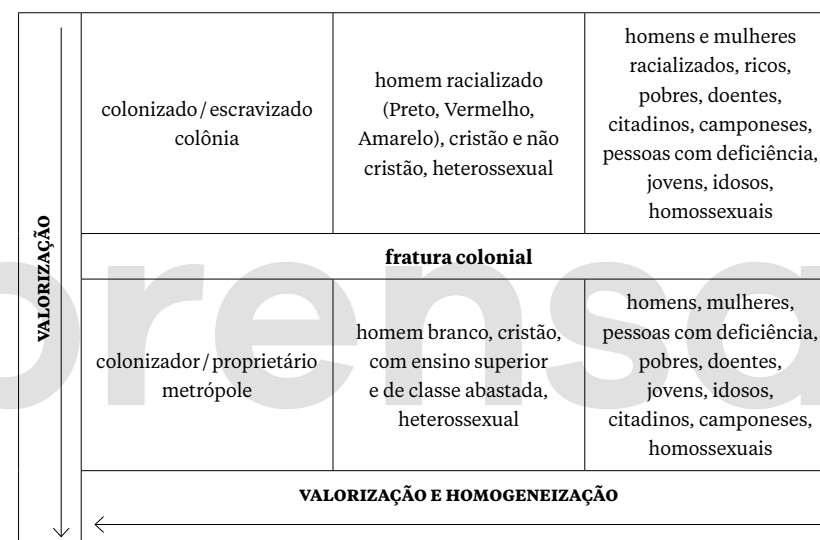 colonizado / escravizado
colônia
homem racializado
(Preto, Vermelho,
Amarelo), cristão e não
cristão, heterossexual
homens e mulheres
racializados, ricos,
pobres, doentes,
citadinos, camponeses,
pessoas com deficiência,
jovens, idosos,
homossexuais
VALORIZAÇÃO
fratura colonial
colonizador / proprietário
metrópole
homem branco, cristão,
com ensino superior
e de classe abastada,
heterossexual
homens, mulheres,
pessoas com deficiência,
pobres, doentes,
jovens, idosos,
citadinos, camponeses,
homossexuais
VALORIZAÇÃO E HOMOGENEIZAÇÃO